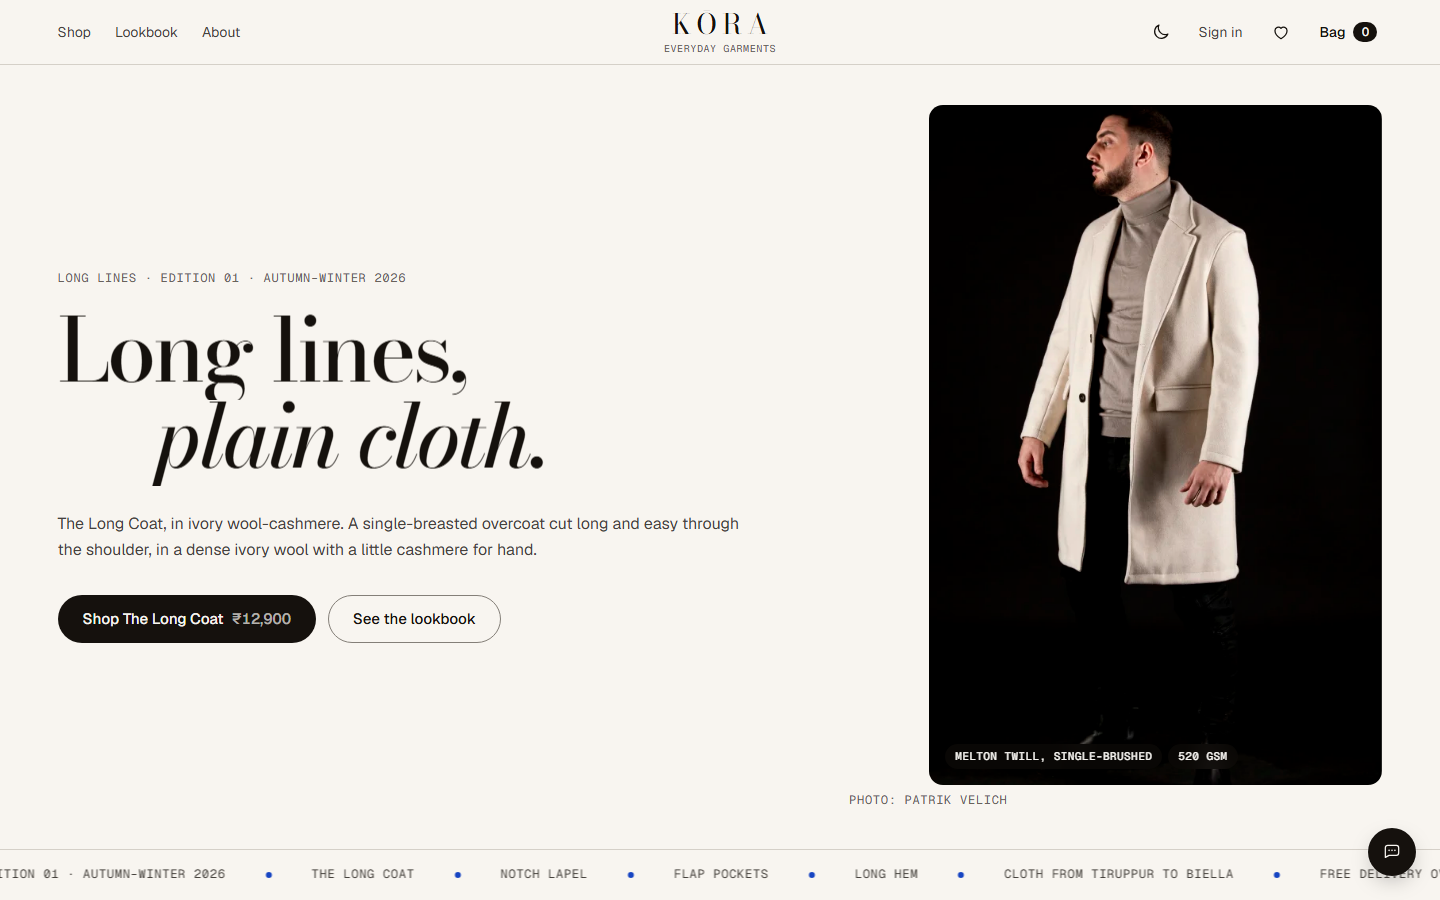 Shop Lookbook About
KORA
EVERYDAY GARMENTS
Sign in
Bag 0
LONG LINES · EDITION 01 · AUTUMN–WINTER 2026
Long lines,
plain cloth.
The Long Coat, in ivory wool-cashmere. A single-breasted overcoat cut long and easy through
the shoulder, in a dense ivory wool with a little cashmere for hand.
Shop The Long Coat ₹12,900
See the lookbook
MELTON TWILL, SINGLE-BRUSHED 520 GSM
PHOTO: PATRIK VELICH
01 · AUTUMN–WINTER 2026 • THE LONG COAT • NOTCH LAPEL • FLAP POCKETS • LONG HEM • CLOTH FROM TIRUPPUR TO BIELLA • FREE